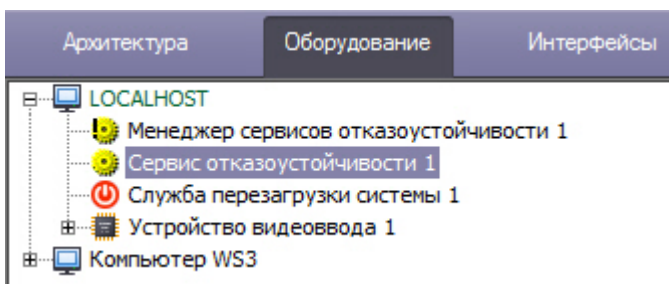 Архитектура Оборудование Интерфейсы
LOCALHOST
Менеджер сервисов отказоустойчивости 1
Сервис отказоустойчивости 1
Служба перезагрузки системы 1
Устройство видеоввода 1
Компьютер WS3